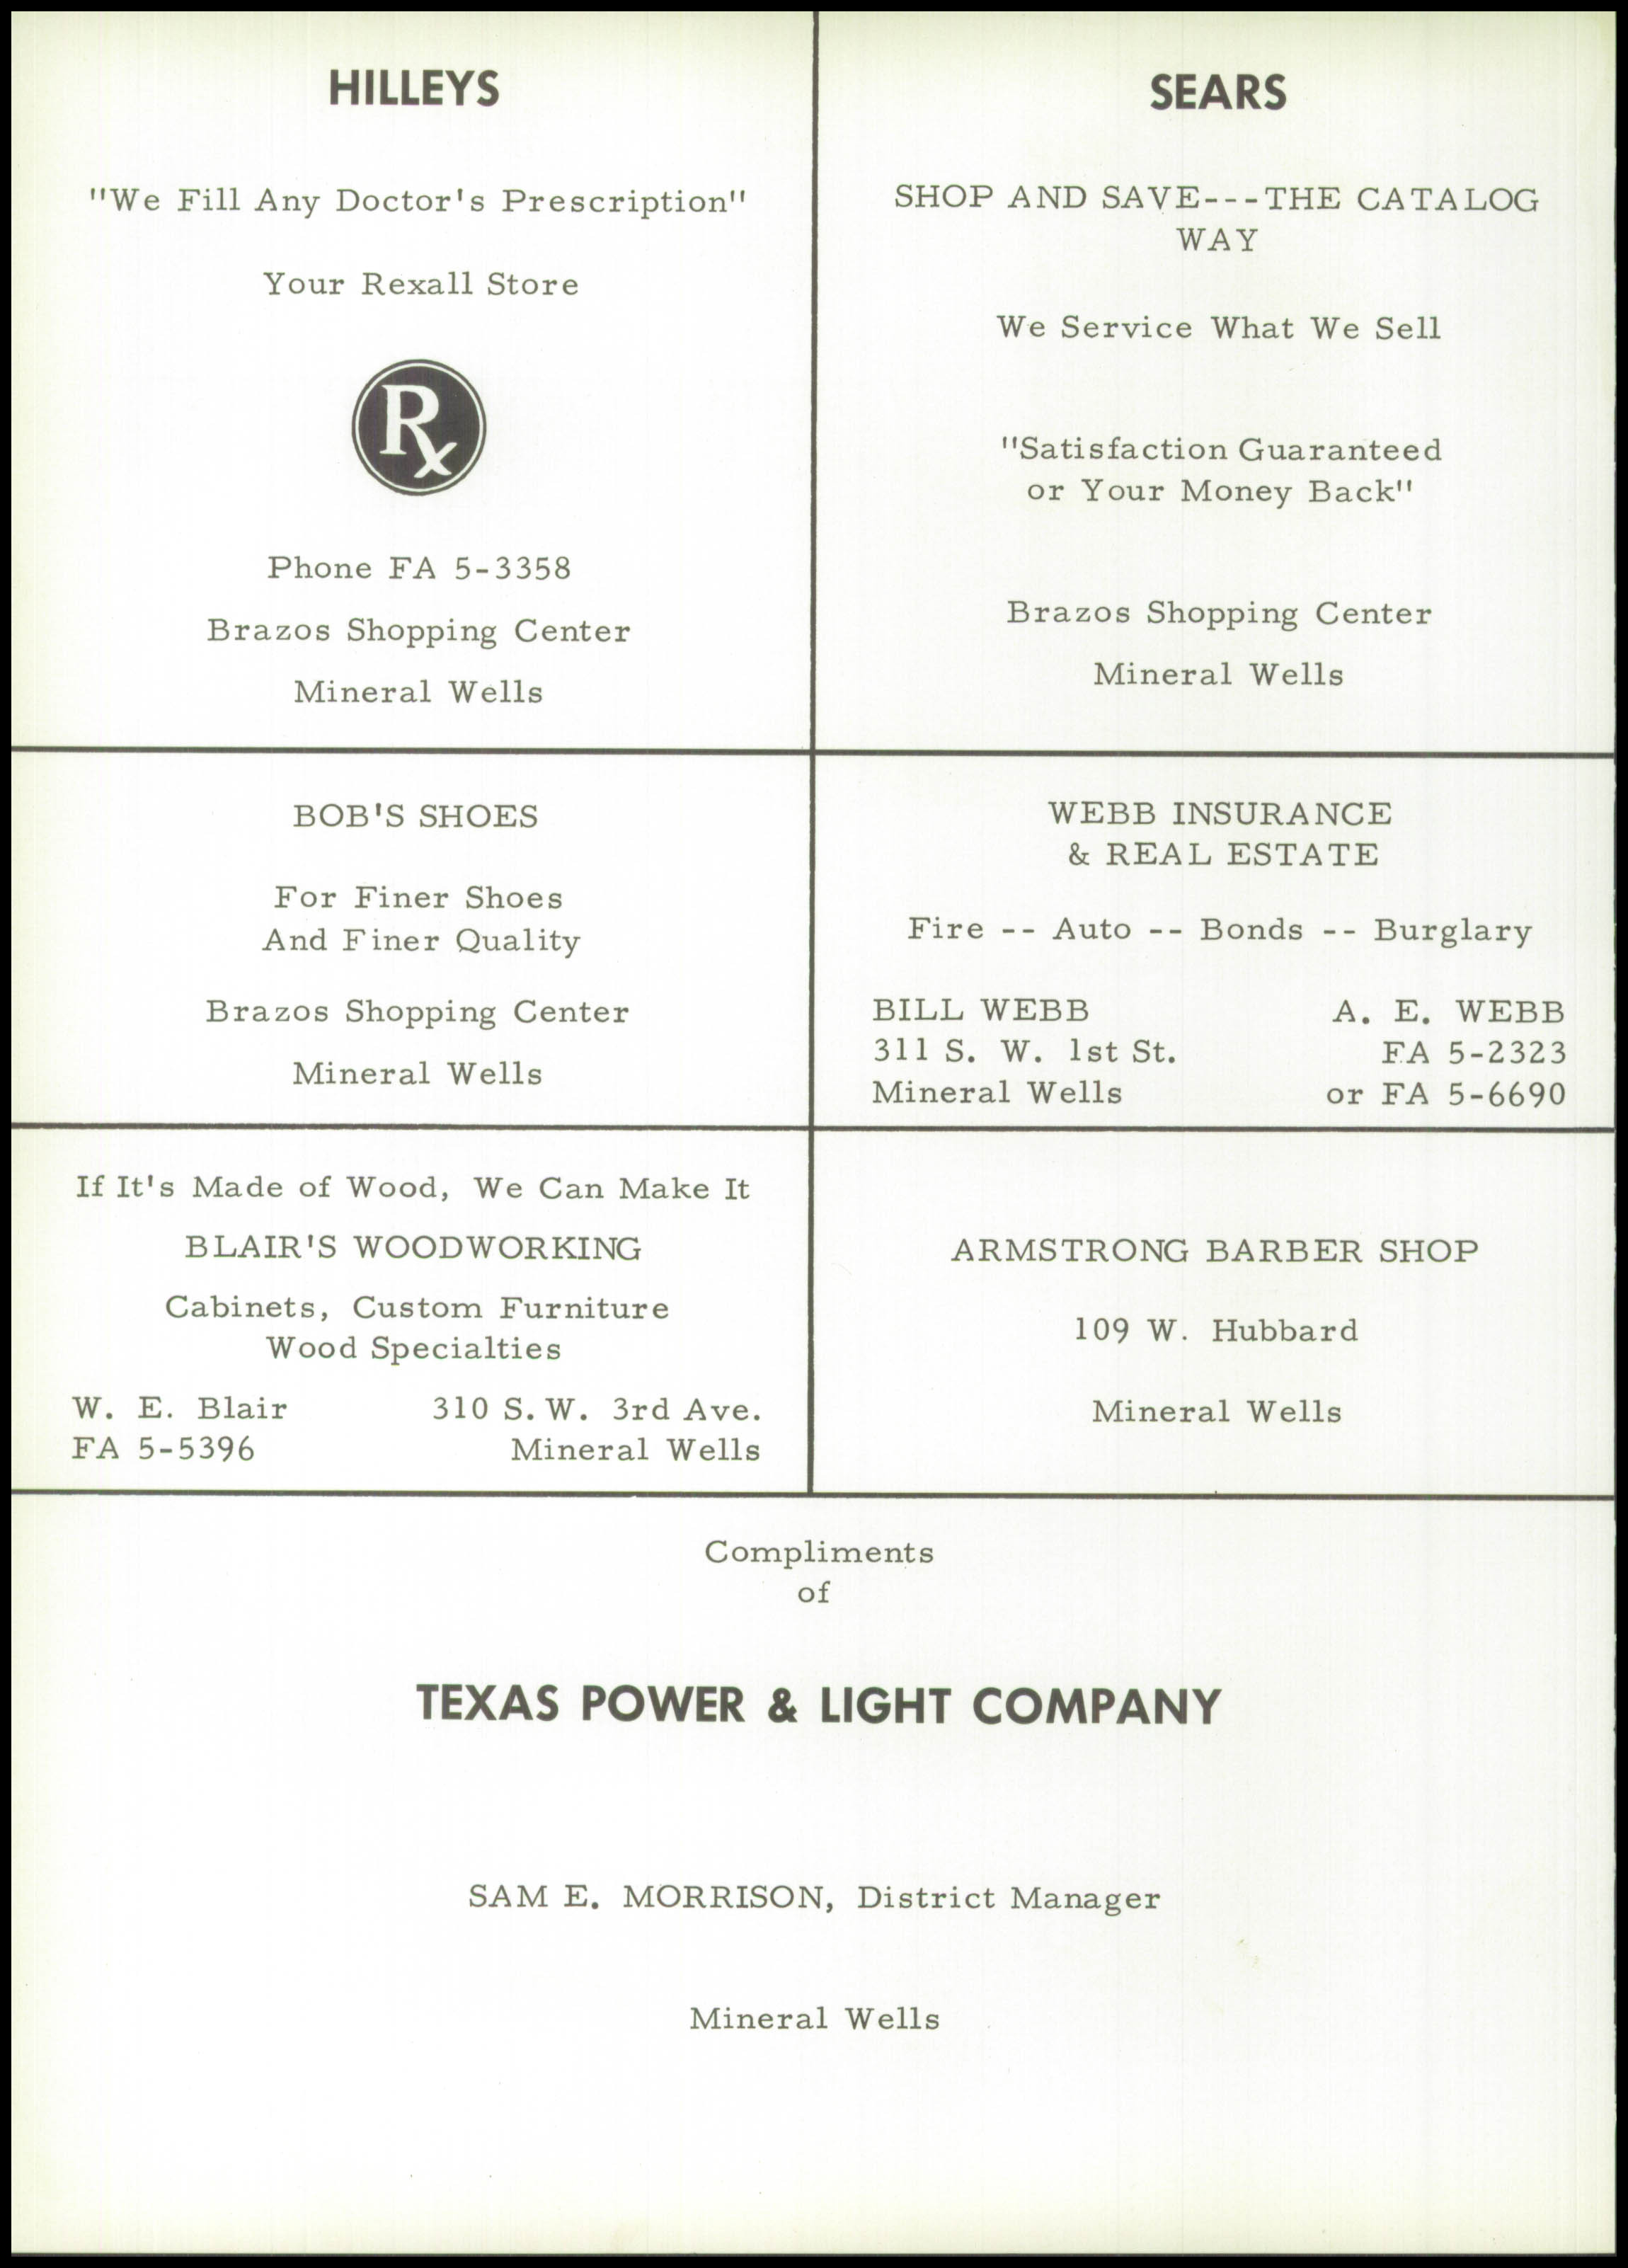 HILLEYS
"We Fill Any Doctor's Prescription"
Your Rexall Store
Rx
Phone FA 5-3358
Brazos Shopping Center
Mineral Wells
SEARS
SHOP AND SAVE---THE CATALOG
WAY
We Service What We Sell
"Satisfaction Guaranteed
or Your Money Back"
Brazos Shopping Center
Mineral Wells
BOB'S SHOES
For Finer Shoes
And Finer Quality
Brazos Shopping Center
Mineral Wells
WEBB INSURANCE
& REAL ESTATE
Fire -- Auto -- Bonds -- Burglary
BILL WEBB A. E. WEBB
311 S. W. 1st St. FA 5-2323
Mineral Wells or FA 5-6690
If It's Made of Wood, We Can Make It
BLAIR'S WOODWORKING
Cabinets, Custom Furniture
Wood Specialties
W. E. Blair 310 S. W. 3rd Ave.
FA 5-5396 Mineral Wells
ARMSTRONG BARBER SHOP
109 W. Hubbard
Mineral Wells
Compliments
of
TEXAS POWER & LIGHT COMPANY
SAM E. MORRISON, District Manager
Mineral Wells